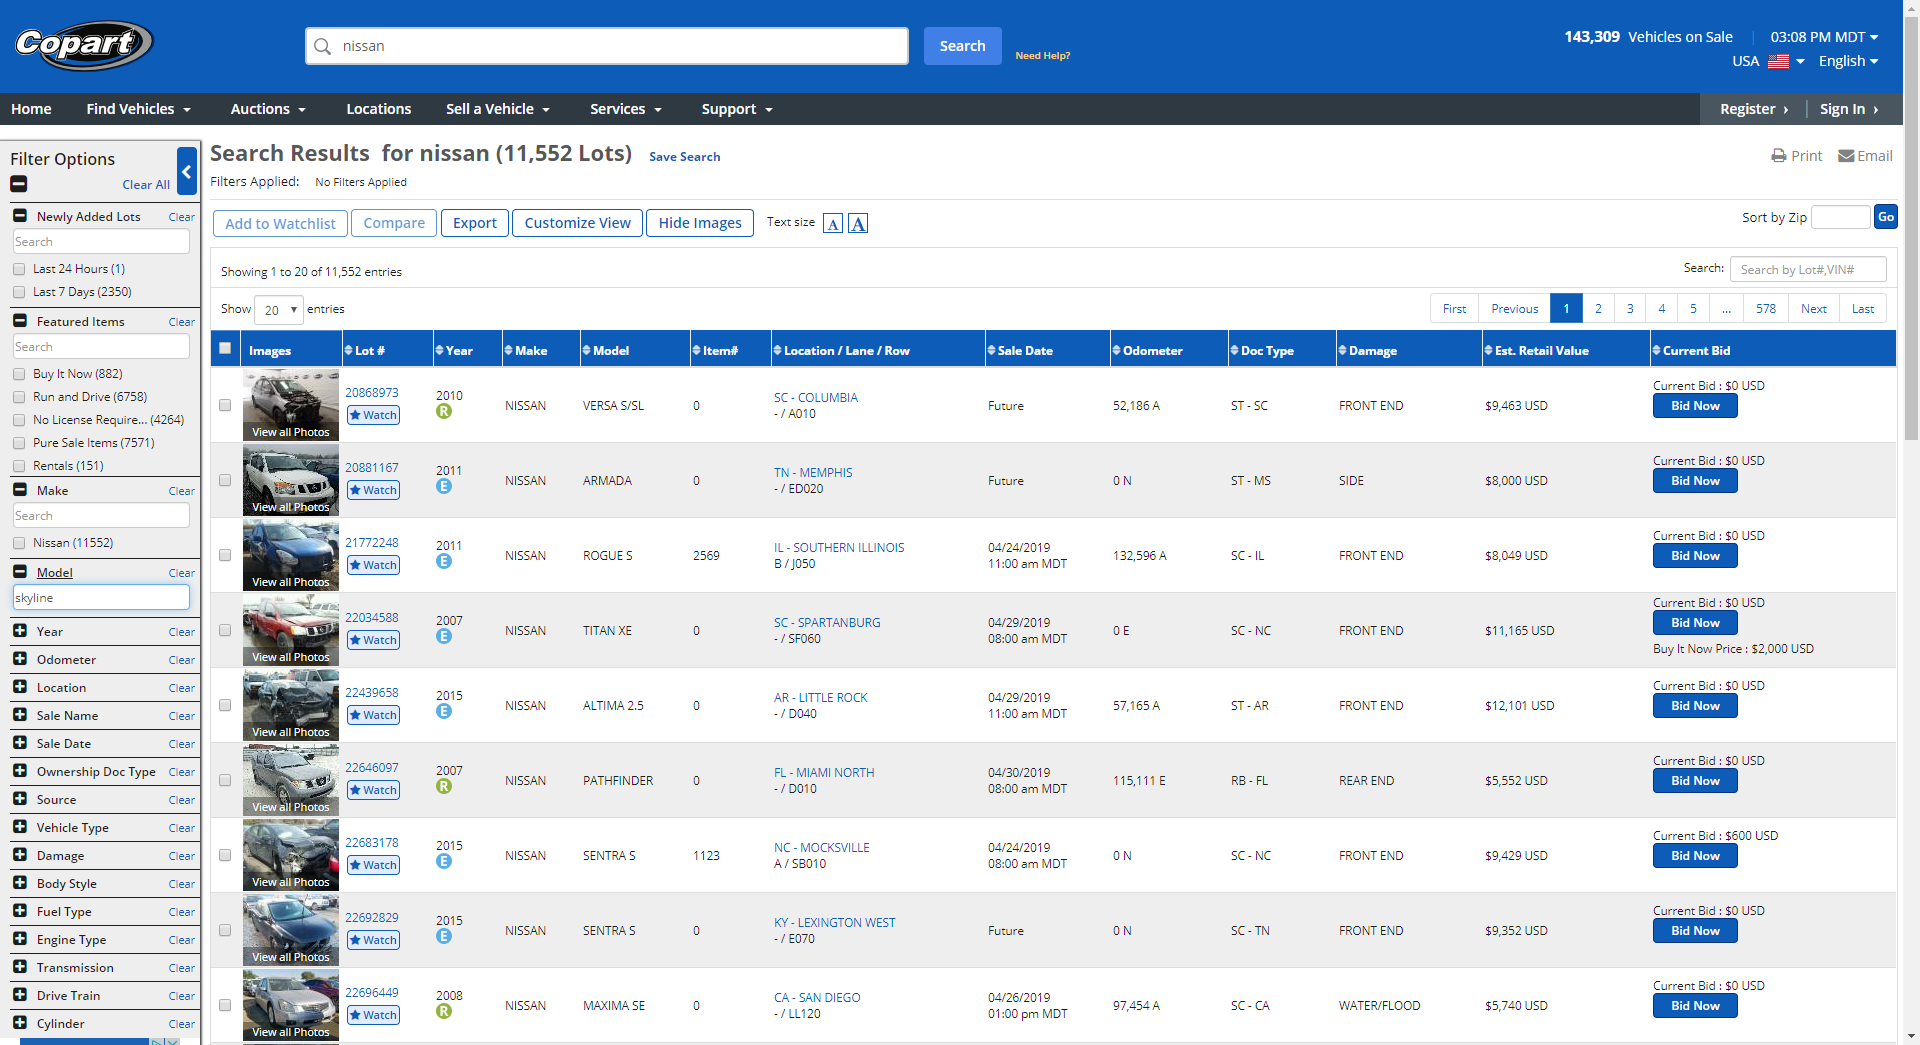 Copart
nissan
Search
Need Help?
143,309 Vehicles on Sale
03:08 PM MDT
USA
English
Home
Find Vehicles
Auctions
Locations
Sell a Vehicle
Services
Support
Register ›
Sign In ›
Filter Options
Clear All
Newly Added Lots Clear
Search
Last 24 Hours (1)
Last 7 Days (2350)
Featured Items Clear
Search
Buy It Now (882)
Run and Drive (6758)
No License Require... (4264)
Pure Sale Items (7571)
Rentals (151)
Make Clear
Search
Nissan (11552)
Model Clear
skyline
Year Clear
Odometer Clear
Location Clear
Sale Name Clear
Sale Date Clear
Ownership Doc Type Clear
Source Clear
Vehicle Type Clear
Damage Clear
Body Style Clear
Fuel Type Clear
Engine Type Clear
Transmission Clear
Drive Train Clear
Cylinder Clear
Search Results for nissan (11,552 Lots) Save Search
Print Email
Filters Applied: No Filters Applied
Add to Watchlist Compare Export Customize View Hide Images Text size A A
Sort by Zip Go
Showing 1 to 20 of 11,552 entries
Search: Search by Lot#,VIN#
Show 20 entries
First Previous 1 2 3 4 5 ... 578 Next Last
Images Lot # Year Make Model Item# Location / Lane / Row Sale Date Odometer Doc Type Damage Est. Retail Value Current Bid
View all Photos
20868973
Watch
2010
R
NISSAN VERSA S/SL 0
SC - COLUMBIA
- / A010
Future 52,186 A ST - SC FRONT END $9,463 USD
Current Bid : $0 USD
Bid Now
View all Photos
20881167
Watch
2011
E
NISSAN ARMADA 0
TN - MEMPHIS
- / ED020
Future 0 N ST - MS SIDE $8,000 USD
Current Bid : $0 USD
Bid Now
View all Photos
21772248
Watch
2011
E
NISSAN ROGUE S 2569
IL - SOUTHERN ILLINOIS
B / J050
04/24/2019
11:00 am MDT
132,596 A SC - IL FRONT END $8,049 USD
Current Bid : $0 USD
Bid Now
View all Photos
22034588
Watch
2007
E
NISSAN TITAN XE 0
SC - SPARTANBURG
- / SF060
04/29/2019
08:00 am MDT
0 E SC - NC FRONT END $11,165 USD
Current Bid : $0 USD
Bid Now
Buy It Now Price : $2,000 USD
View all Photos
22439658
Watch
2015
E
NISSAN ALTIMA 2.5 0
AR - LITTLE ROCK
- / D040
04/29/2019
11:00 am MDT
57,165 A ST - AR FRONT END $12,101 USD
Current Bid : $0 USD
Bid Now
View all Photos
22646097
Watch
2007
R
NISSAN PATHFINDER 0
FL - MIAMI NORTH
- / D010
04/30/2019
08:00 am MDT
115,111 E RB - FL REAR END $5,552 USD
Current Bid : $0 USD
Bid Now
View all Photos
22683178
Watch
2015
E
NISSAN SENTRA S 1123
NC - MOCKSVILLE
A / SB010
04/24/2019
08:00 am MDT
0 N SC - NC FRONT END $9,429 USD
Current Bid : $600 USD
Bid Now
View all Photos
22692829
Watch
2015
E
NISSAN SENTRA S 0
KY - LEXINGTON WEST
- / E070
Future 0 N SC - TN FRONT END $9,352 USD
Current Bid : $0 USD
Bid Now
View all Photos
22696449
Watch
2008
R
NISSAN MAXIMA SE 0
CA - SAN DIEGO
- / LL120
04/26/2019
01:00 pm MDT
97,454 A SC - CA WATER/FLOOD $5,740 USD
Current Bid : $0 USD
Bid Now